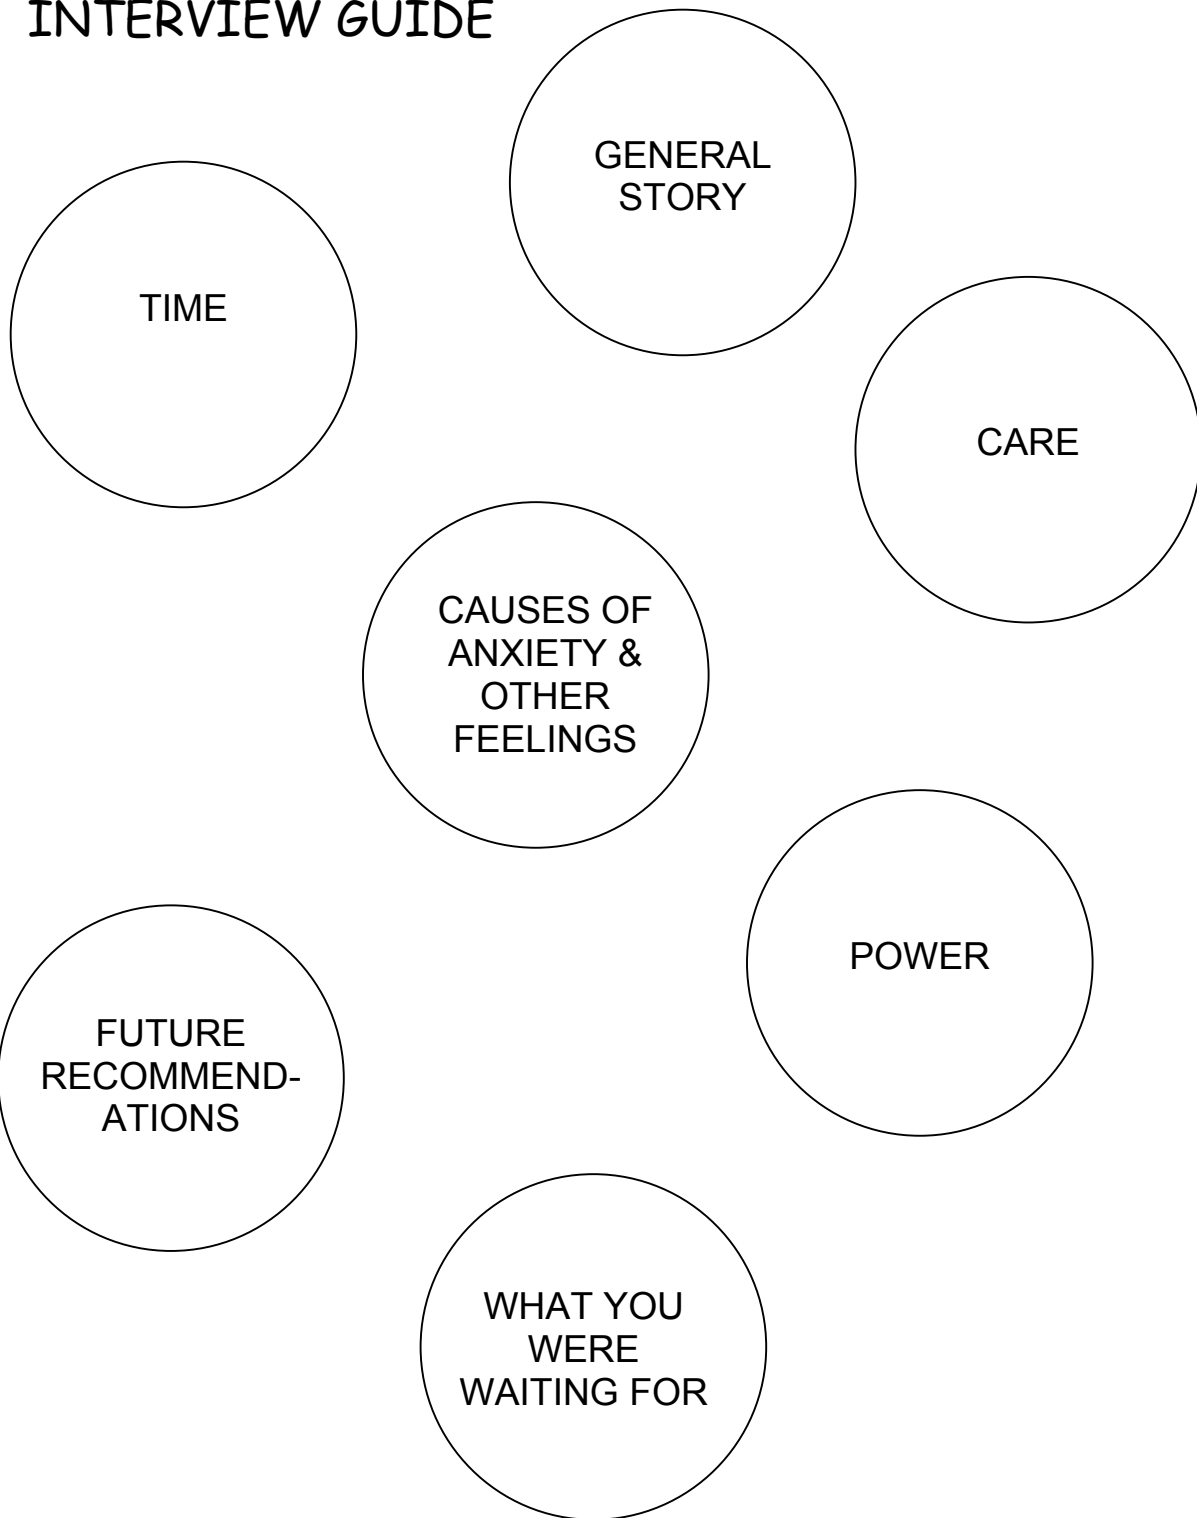 INTERVIEW GUIDE
GENERAL
STORY
TIME
CARE
CAUSES OF
ANXIETY &
OTHER
FEELINGS
POWER
FUTURE
RECOMMEND-
ATIONS
WHAT YOU
WERE
WAITING FOR